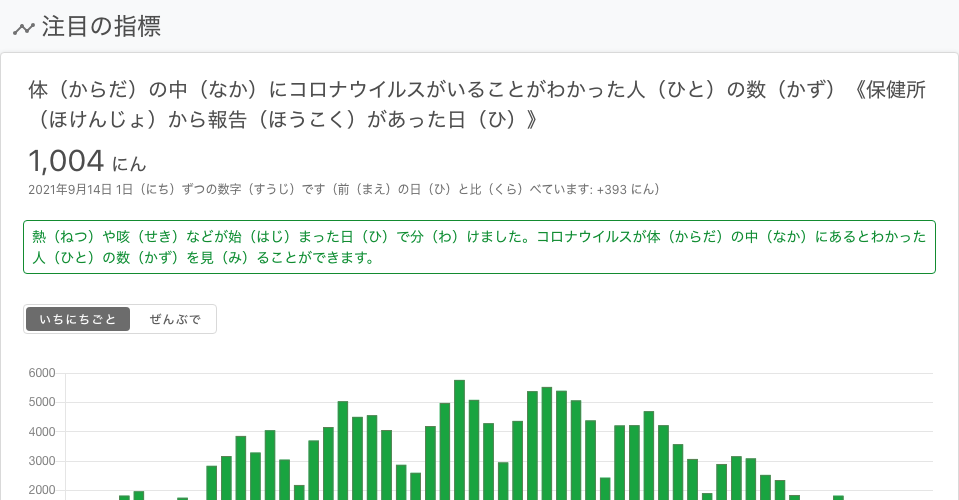 注目の指標
体（からだ）の中（なか）にコロナウイルスがいることがわかった人（ひと）の数（かず）《保健所
（ほけんじょ）から報告（ほうこく）があった日（ひ）》
1,004 にん
2021年9月14日 1日（にち）ずつの数字（すうじ）です（前（まえ）の日（ひ）と比（くら）べています: +393 にん）
熱（ねつ）や咳（せき）などが始（はじ）まった日（ひ）で分（わ）けました。コロナウイルスが体（からだ）の中（なか）にあるとわかった
人（ひと）の数（かず）を見（み）ることができます。
いちにちごと ぜんぶで
6000
5000
4000
3000
2000